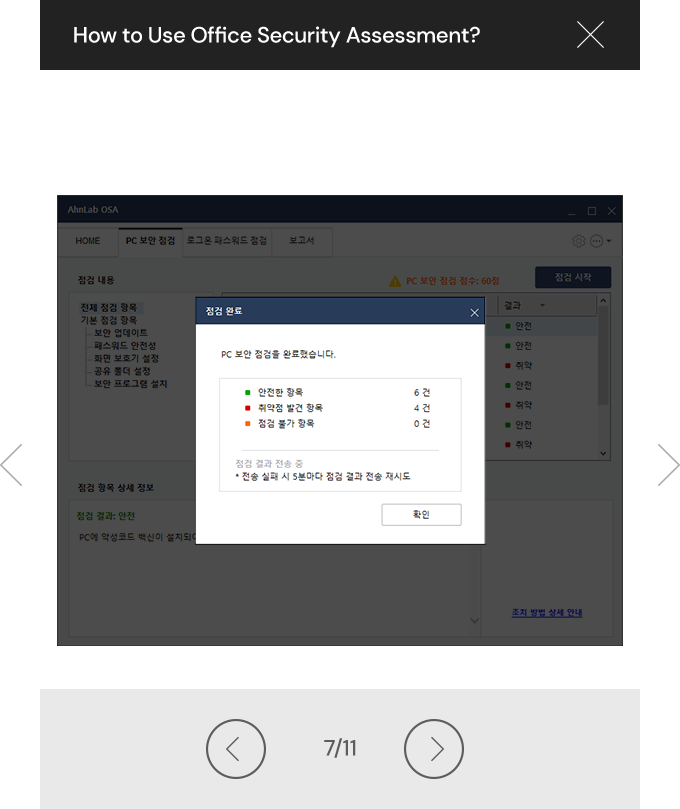 How to Use Office Security Assessment?
AhnLab OSA
HOME
PC 보안 점검
로그온 패스워드 점검
보고서
점검 내용
PC 보안 점검 점수: 60점
점검 시작
전체 점검 항목
기본 점검 항목
보안 업데이트
패스워드 안전성
화면 보호기 설정
공유 폴더 설정
보안 프로그램 설치
결과
안전
안전
취약
안전
취약
안전
취약
점검 완료
PC 보안 점검을 완료했습니다.
안전한 항목 6 건
취약점 발견 항목 4 건
점검 불가 항목 0 건
점검 결과 전송 중
* 전송 실패 시 5분마다 점검 결과 전송 재시도
확인
점검 항목 상세 정보
점검 결과: 안전
PC에 악성코드 백신이 설치되어
조치 방법 상세 안내
7/11